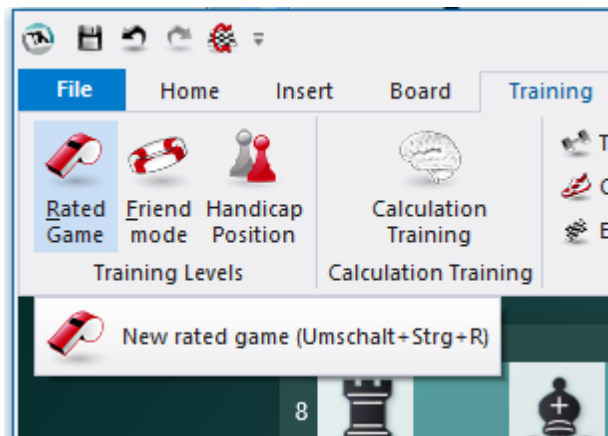 File Home Insert Board Training
Rated Friend Handicap Calculation
Game mode Position Training
Training Levels Calculation Training
New rated game (Umschalt+Strg+R)
8